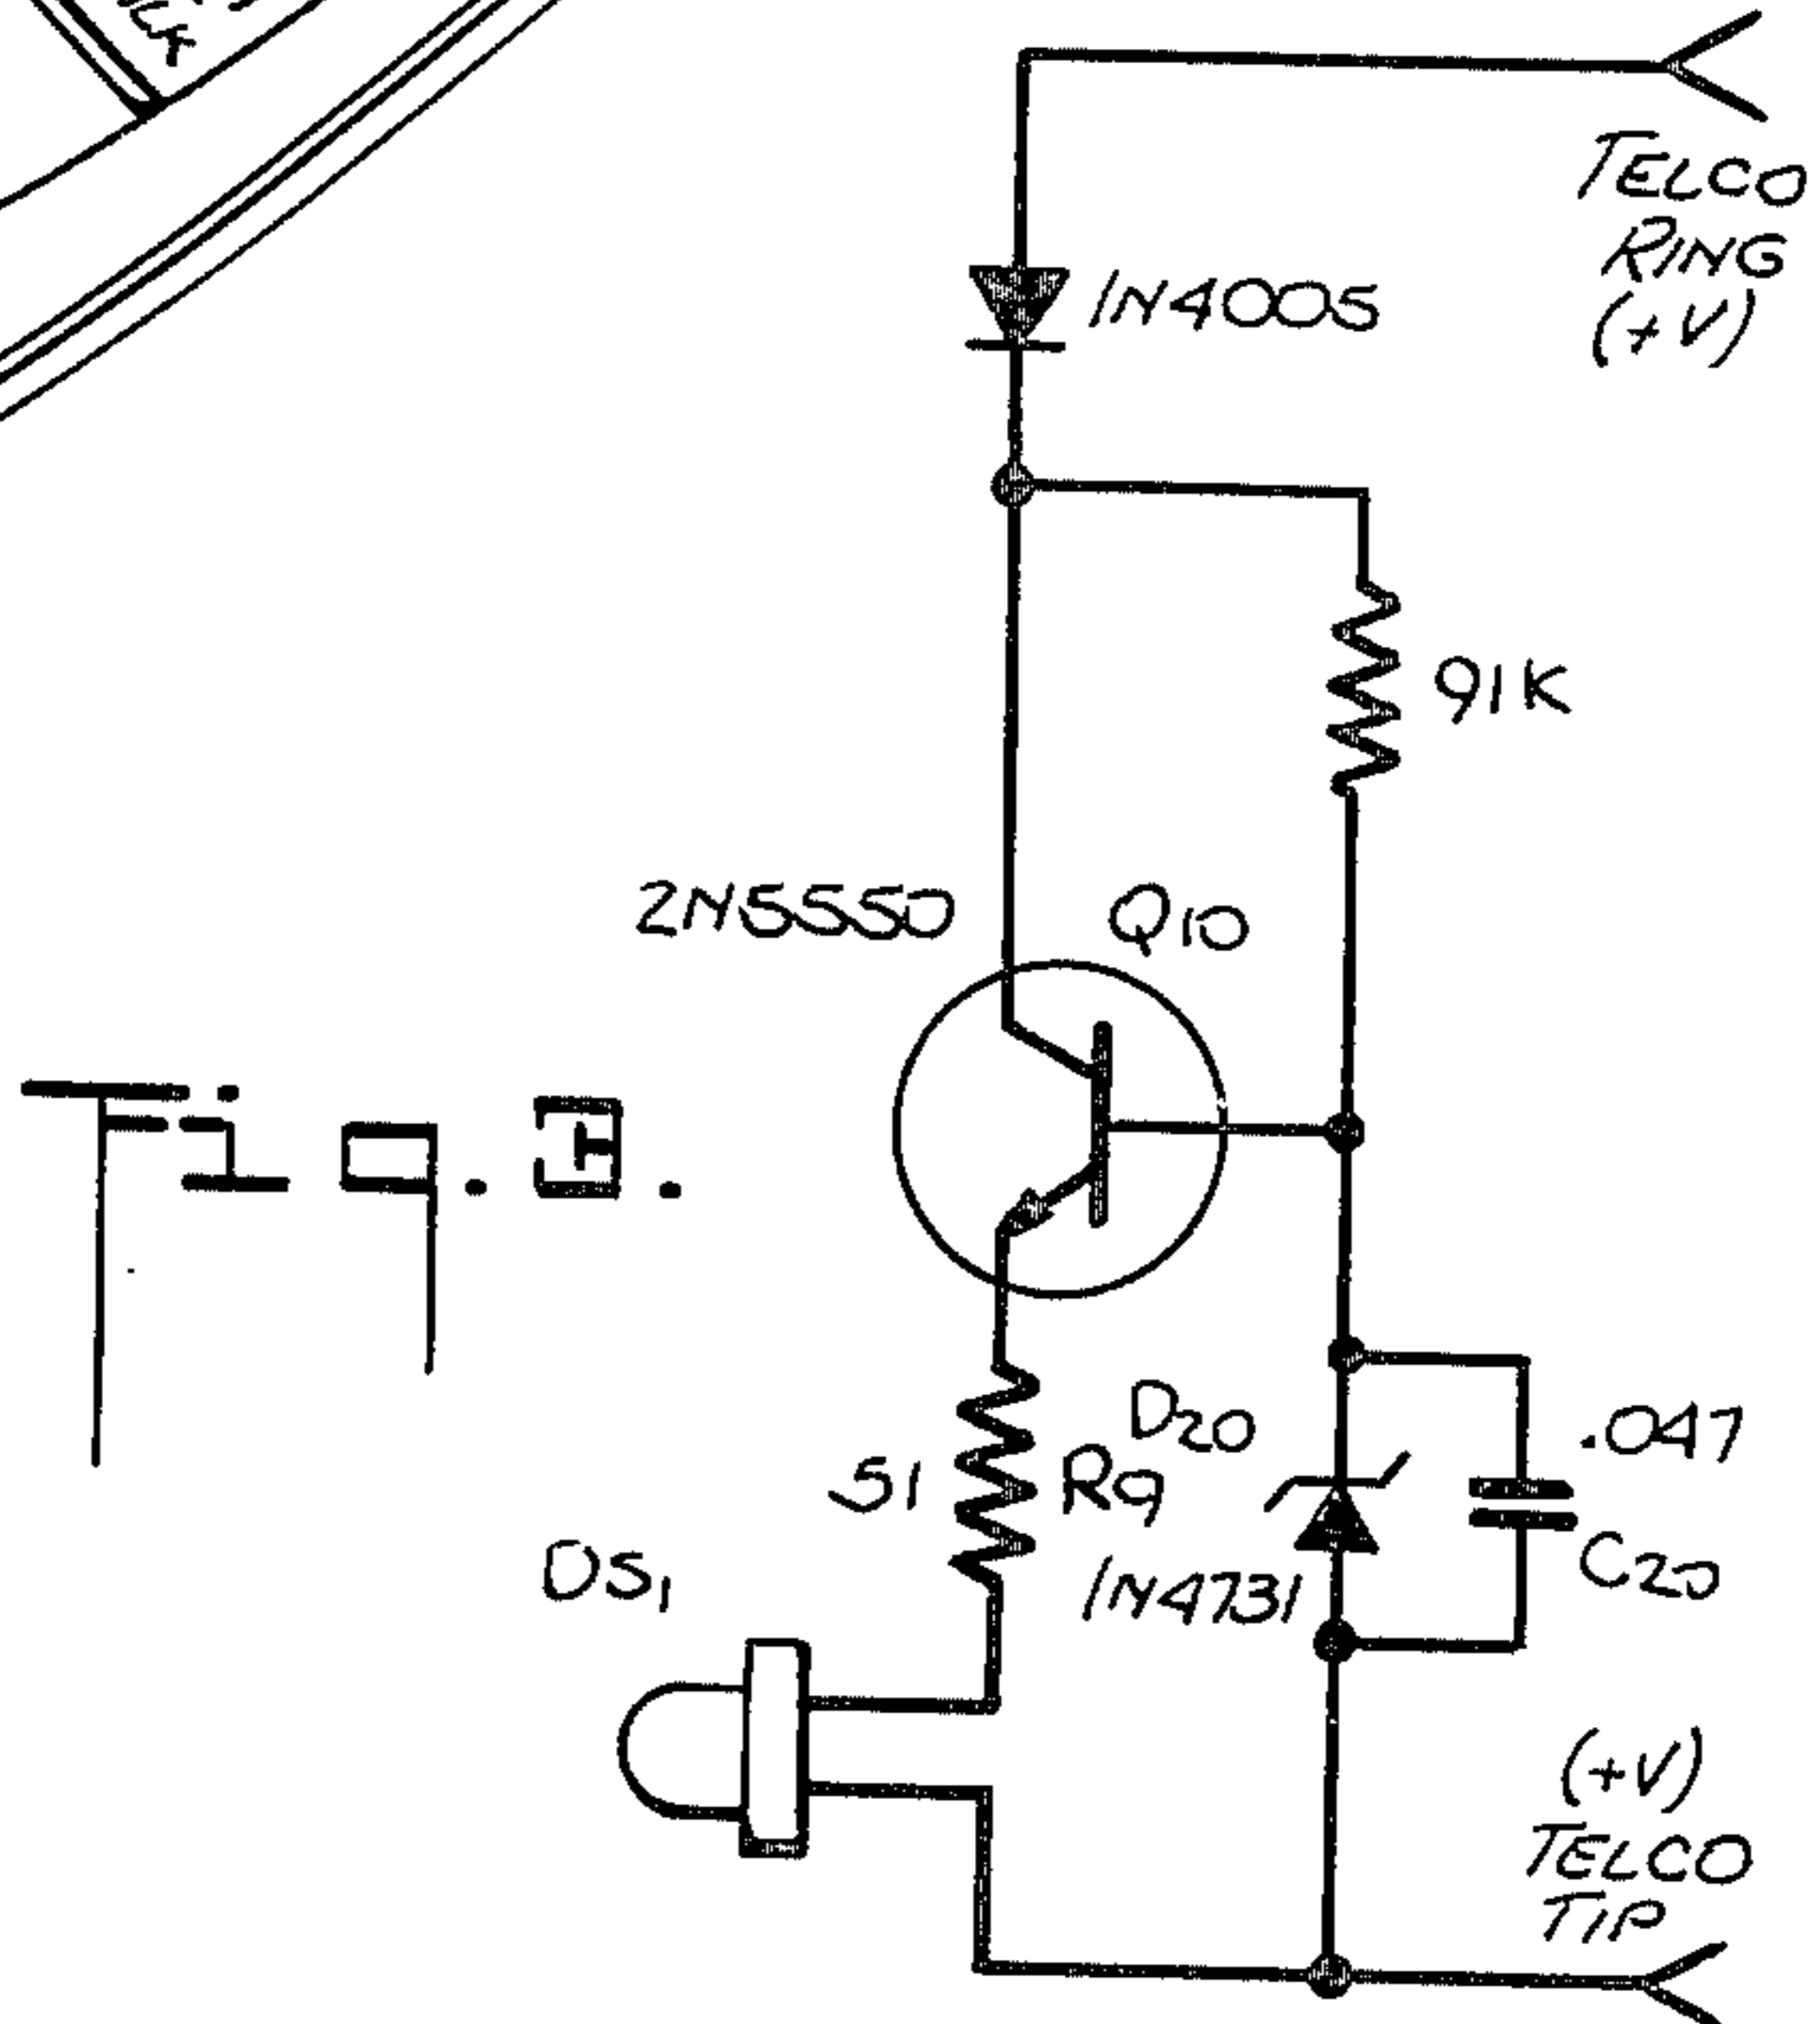 TELCO
RING
(+V)
1N4005
91K
2N5550
Q10
Fig. 3.
D20
.047
51
R9
C20
DS1
1N4731
(+V)
TELCO
TIP